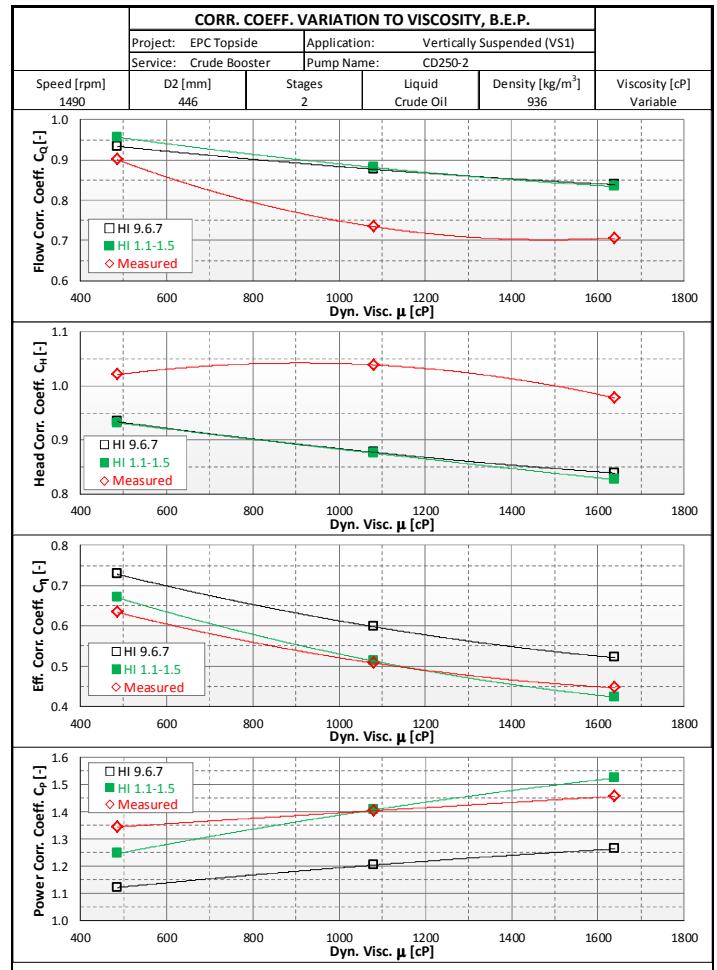 CORR. COEFF. VARIATION TO VISCOSITY, B.E.P.
Project: EPC Topside Application: Vertically Suspended (VS1)
Service: Crude Booster Pump Name: CD250-2
Speed [rpm] D2 [mm] Stages Liquid Density [kg/m³] Viscosity [cP]
1490 446 2 Crude Oil 936 Variable
Flow Corr. Coeff. C_Q [-]
1.0
0.9
0.8
0.7
0.6
HI 9.6.7
HI 1.1-1.5
Measured
400 600 800 1000 1200 1400 1600 1800
Dyn. Visc. μ [cP]
Head Corr. Coeff. C_H [-]
1.1
1.0
0.9
0.8
HI 9.6.7
HI 1.1-1.5
Measured
400 600 800 1000 1200 1400 1600 1800
Dyn. Visc. μ [cP]
Eff. Corr. Coeff. C_η [-]
0.8
0.7
0.6
0.5
0.4
HI 9.6.7
HI 1.1-1.5
Measured
400 600 800 1000 1200 1400 1600 1800
Dyn. Visc. μ [cP]
Power Corr. Coeff. C_P [-]
1.6
1.5
1.4
1.3
1.2
1.1
1.0
HI 9.6.7
HI 1.1-1.5
Measured
400 600 800 1000 1200 1400 1600 1800
Dyn. Visc. μ [cP]